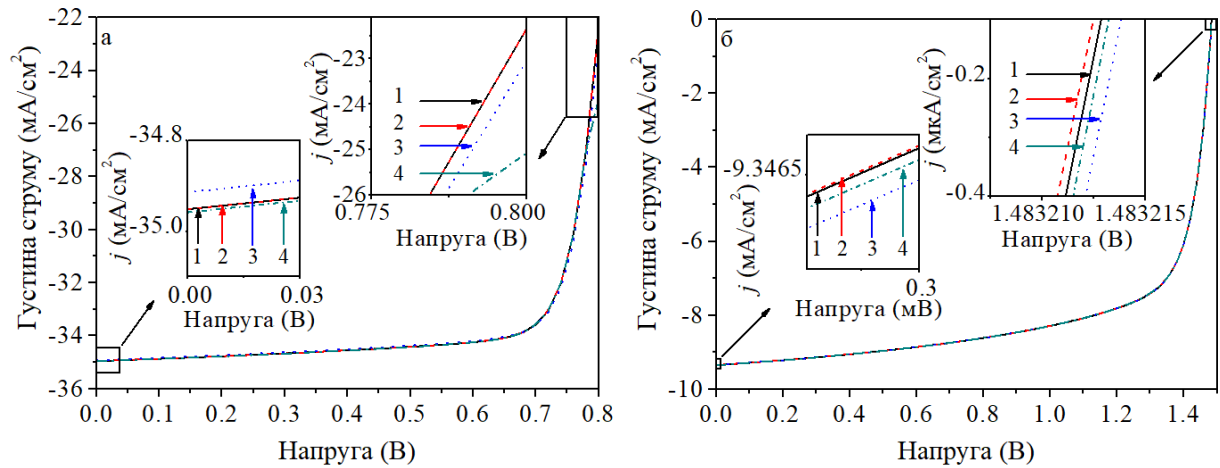 а
Густина струму (мА/см²)
-22
-24
-26
-28
-30
-32
-34
-36
0.0 0.1 0.2 0.3 0.4 0.5 0.6 0.7 0.8
Напруга (В)
j (мА/см²)
-34.8
-35.0
1 2 3 4
0.00 0.03
Напруга (В)
j (мА/см²)
-23
-24
-25
-26
1
2
3
4
0.775 0.800
Напруга (В)
б
Густина струму (мА/см²)
0
-2
-4
-6
-8
-10
0.0 0.2 0.4 0.6 0.8 1.0 1.2 1.4
Напруга (В)
j (мА/см²)
-9.3465
1 2 3 4
0.3
Напруга (мВ)
j (мкА/см²)
-0.2
-0.4
1
2
3
4
1.483210 1.483215
Напруга (В)